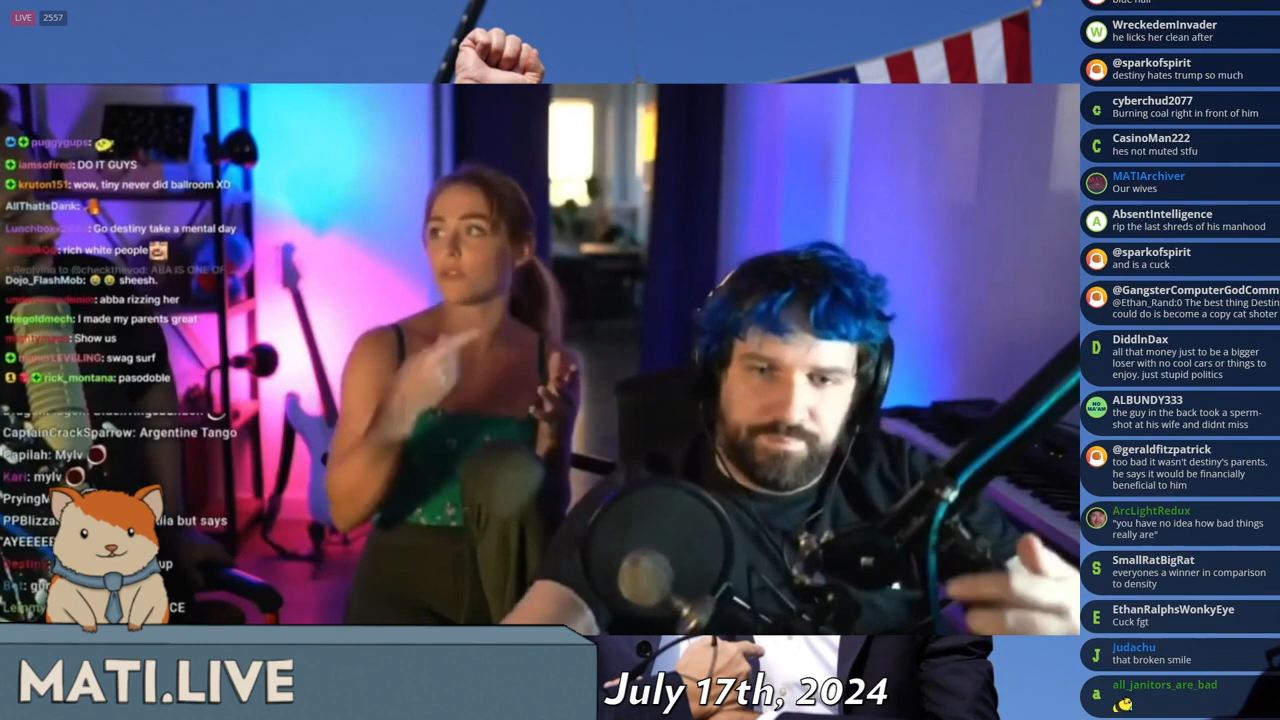 LIVE 2557
puggygups:
iamsofired: DO IT GUYS
kruton151: wow, tiny never did ballroom XD
AllThatIsDank:
Go destiny take a mental day
rich white people
Dojo_FlashMob: sheesh.
abba rizzing her
thegoldmech: I made my parents great
Show us
swag surf
rick_montana: pasodoble
CaptainCrackSparrow: Argentine Tango
Papilah: Mylv
Kari: mylv
but says
MATI.LIVE
July 17th, 2024
blue hair
WreckedemInvader
he licks her clean after
@sparkofspirit
destiny hates trump so much
cyberchud2077
Burning coal right in front of him
CasinoMan222
hes not muted stfu
MATIArchiver
Our wives
AbsentIntelligence
rip the last shreds of his manhood
@sparkofspirit
and is a cuck
@GangsterComputerGodComm
@Ethan_Rand:0 The best thing Destin
could do is become a copy cat shoter
DiddlnDax
all that money just to be a bigger
loser with no cool cars or things to
enjoy. just stupid politics
ALBUNDY333
the guy in the back took a sperm-
shot at his wife and didnt miss
@geraldfitzpatrick
too bad it wasn't destiny's parents,
he says it would be financially
beneficial to him
ArcLightRedux
"you have no idea how bad things
really are"
SmallRatBigRat
everyones a winner in comparison
to density
EthanRalphsWonkyEye
Cuck fgt
Judachu
that broken smile
all_janitors_are_bad